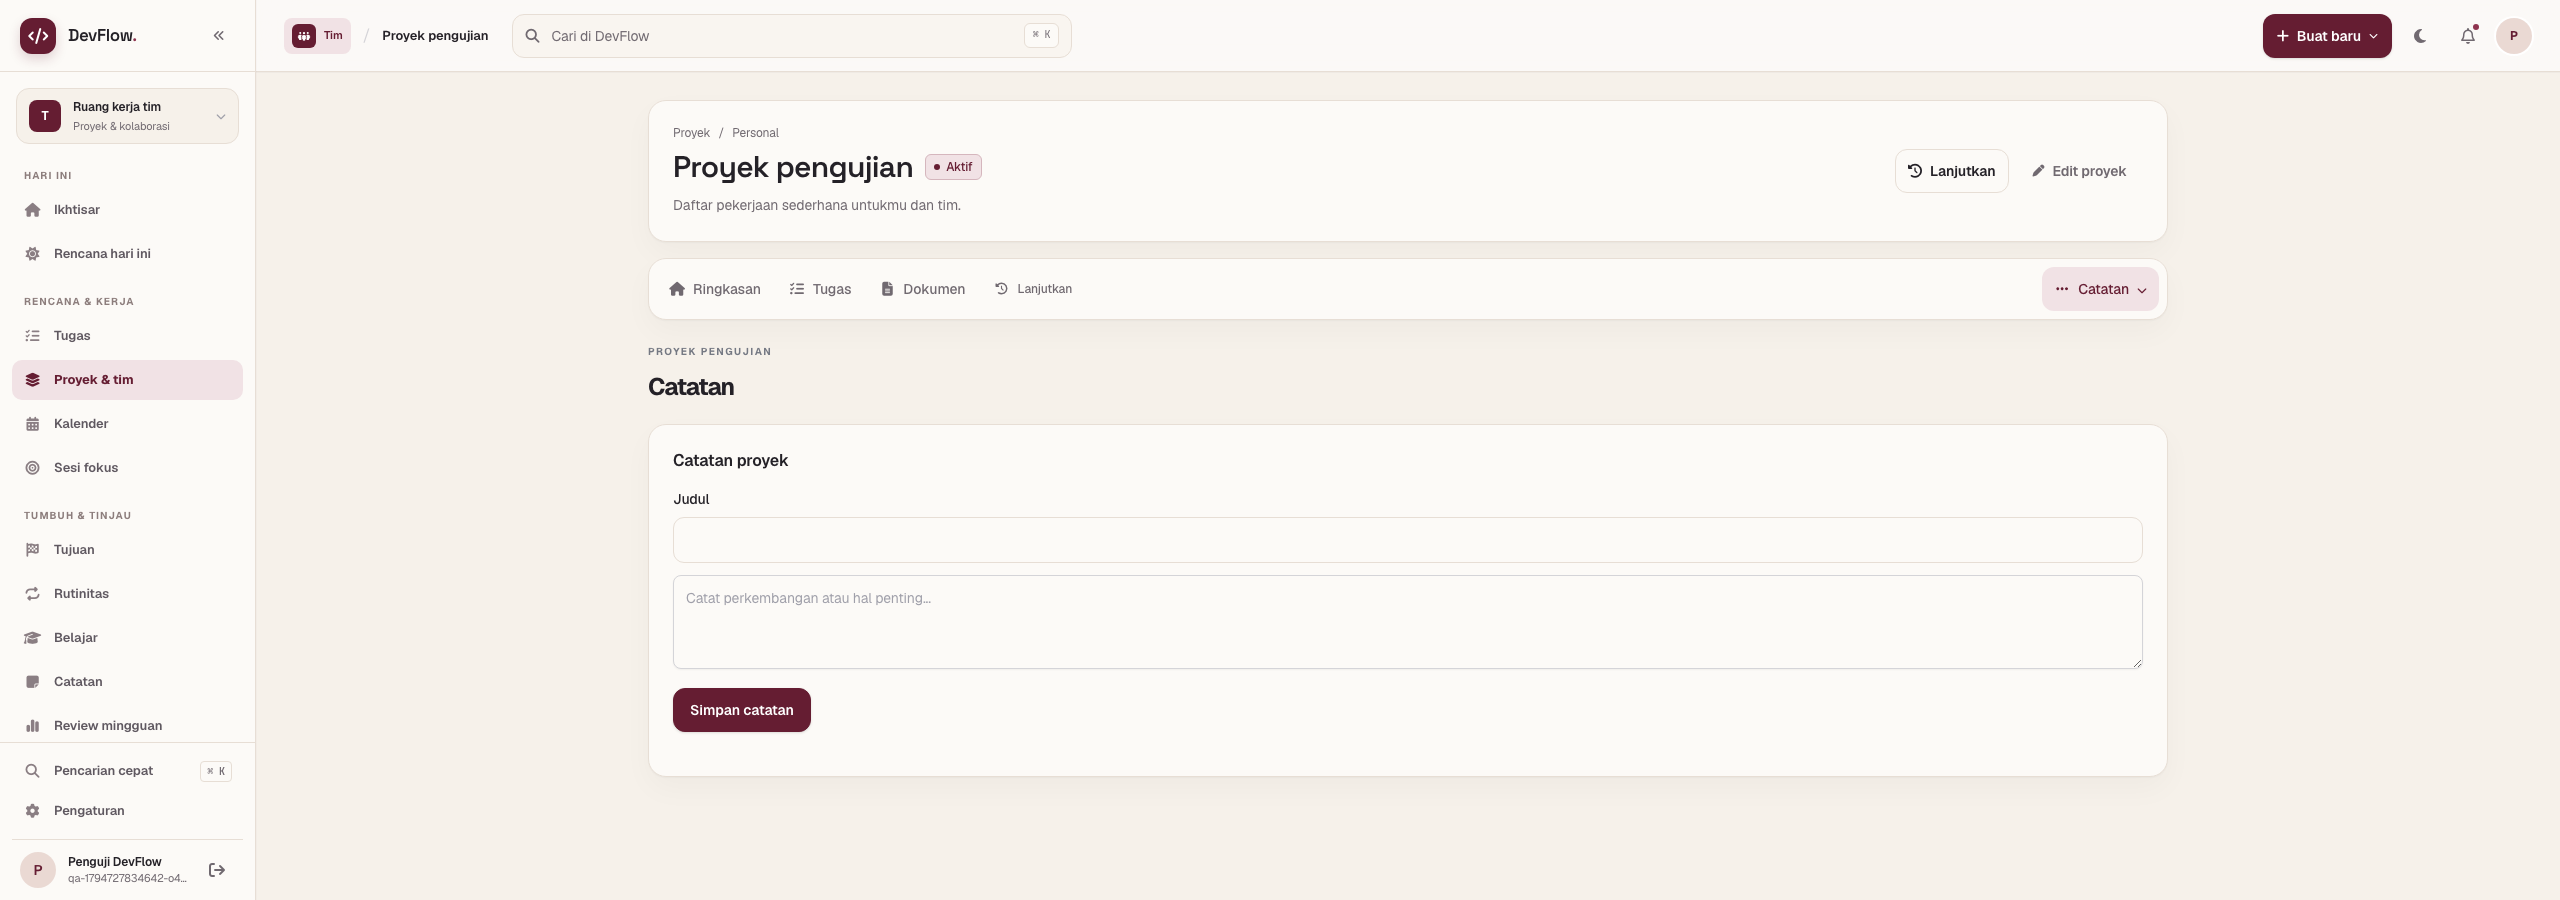 DevFlow.
Tim / Proyek pengujian
Cari di DevFlow
⌘ K
Buat baru
P
T
Ruang kerja tim
Proyek & kolaborasi
HARI INI
Ikhtisar
Rencana hari ini
RENCANA & KERJA
Tugas
Proyek & tim
Kalender
Sesi fokus
TUMBUH & TINJAU
Tujuan
Rutinitas
Belajar
Catatan
Review mingguan
Pencarian cepat
⌘ K
Pengaturan
P
Penguji DevFlow
qa-1794727834642-o4...
Proyek / Personal
Proyek pengujian
Aktif
Daftar pekerjaan sederhana untukmu dan tim.
Lanjutkan
Edit proyek
Ringkasan
Tugas
Dokumen
Lanjutkan
Catatan
PROYEK PENGUJIAN
Catatan
Catatan proyek
Judul
Catat perkembangan atau hal penting...
Simpan catatan